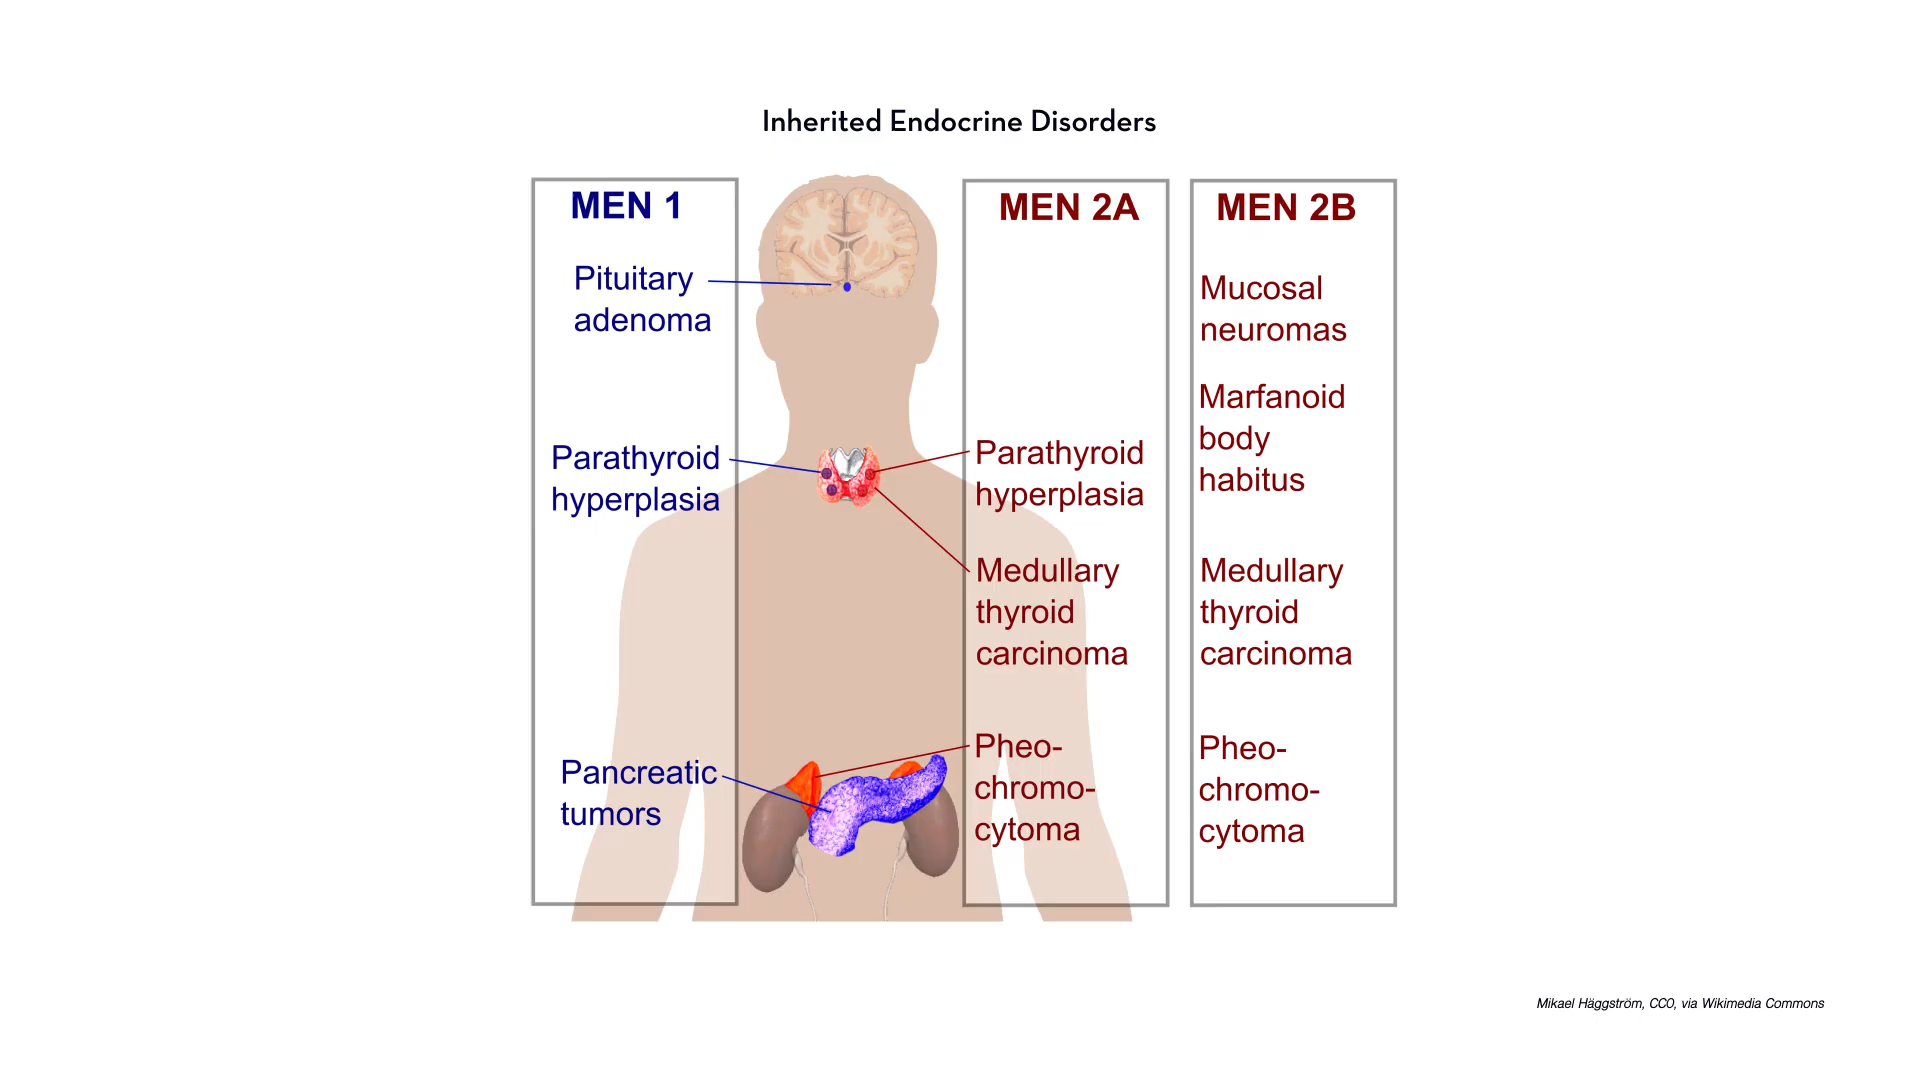 Inherited Endocrine Disorders
MEN 1
Pituitary
adenoma
Parathyroid
hyperplasia
Pancreatic
tumors
MEN 2A
Parathyroid
hyperplasia
Medullary
thyroid
carcinoma
Pheo-
chromo-
cytoma
MEN 2B
Mucosal
neuromas
Marfanoid
body
habitus
Medullary
thyroid
carcinoma
Pheo-
chromo-
cytoma
Mikael Häggström, CC0, via Wikimedia Commons